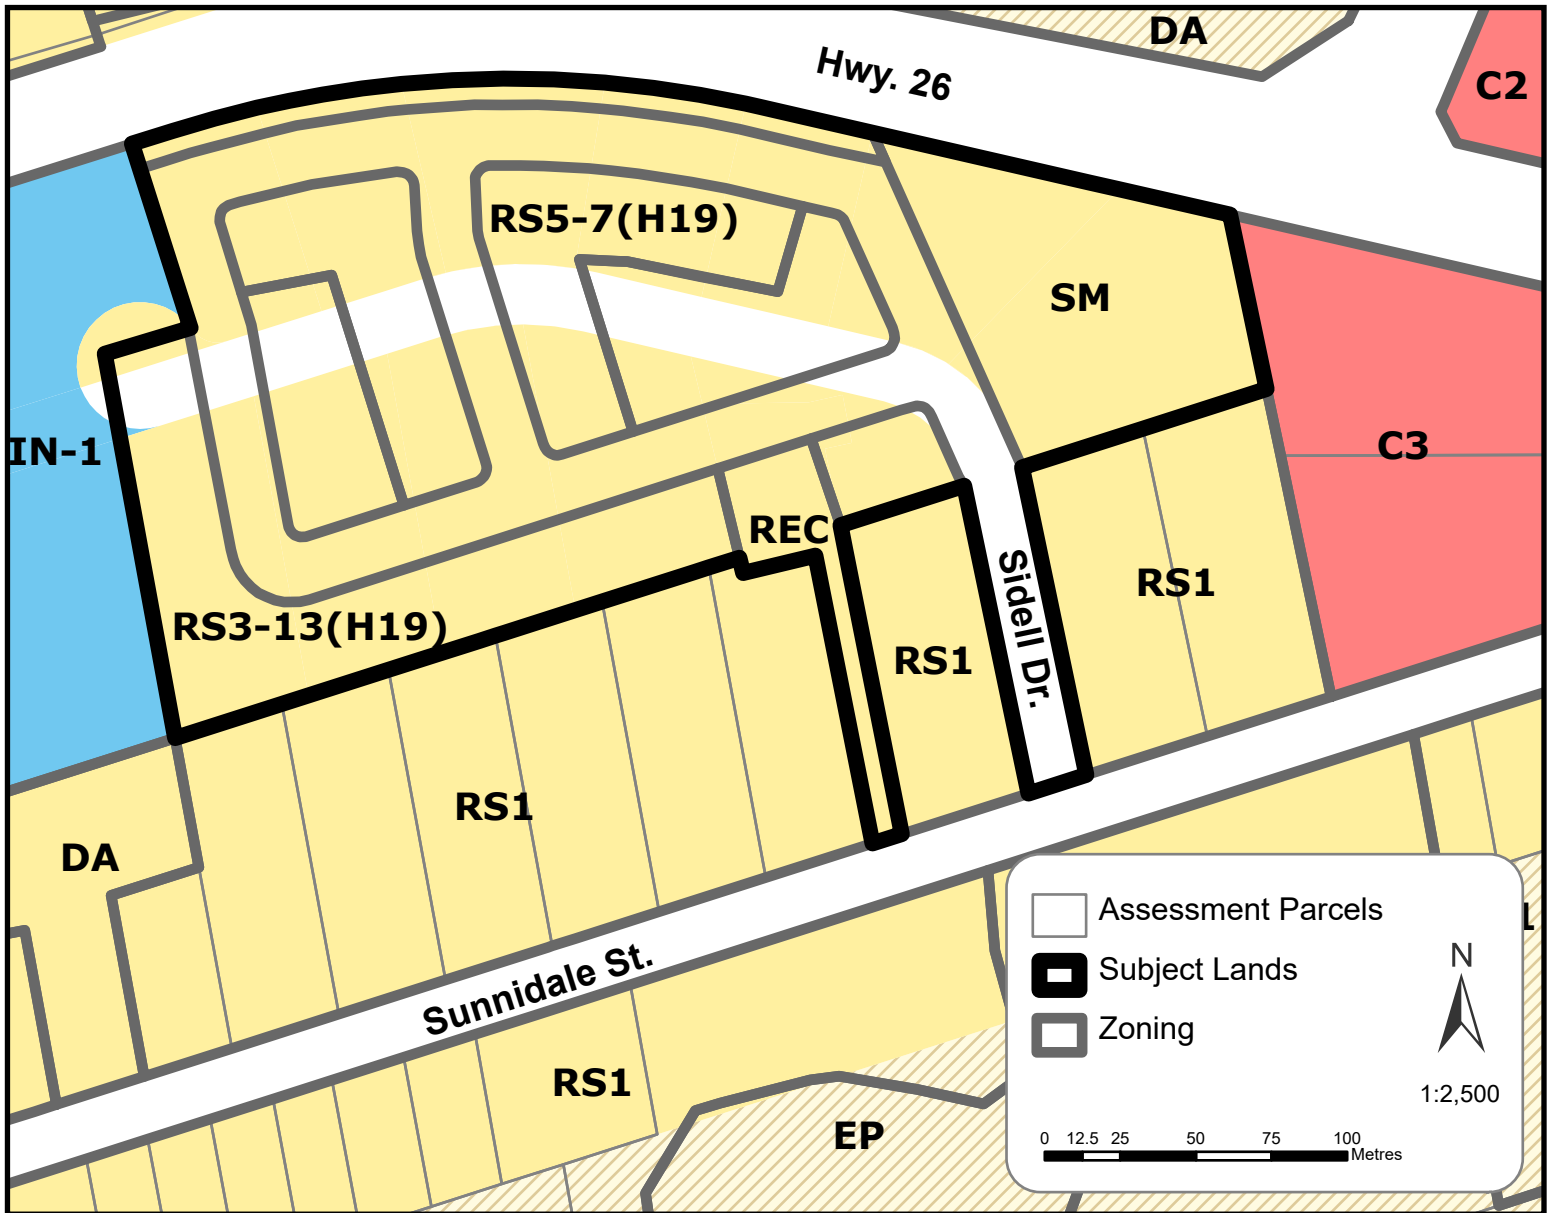 DA
Hwy. 26
C2
RS5-7(H19)
SM
IN-1
C3
REC
Sidell Dr.
RS1
RS1
RS3-13(H19)
RS1
DA
Sunnidale St.
RS1
EP
Assessment Parcels
Subject Lands
Zoning
N
1:2,500
0 12.5 25 50 75 100
Metres